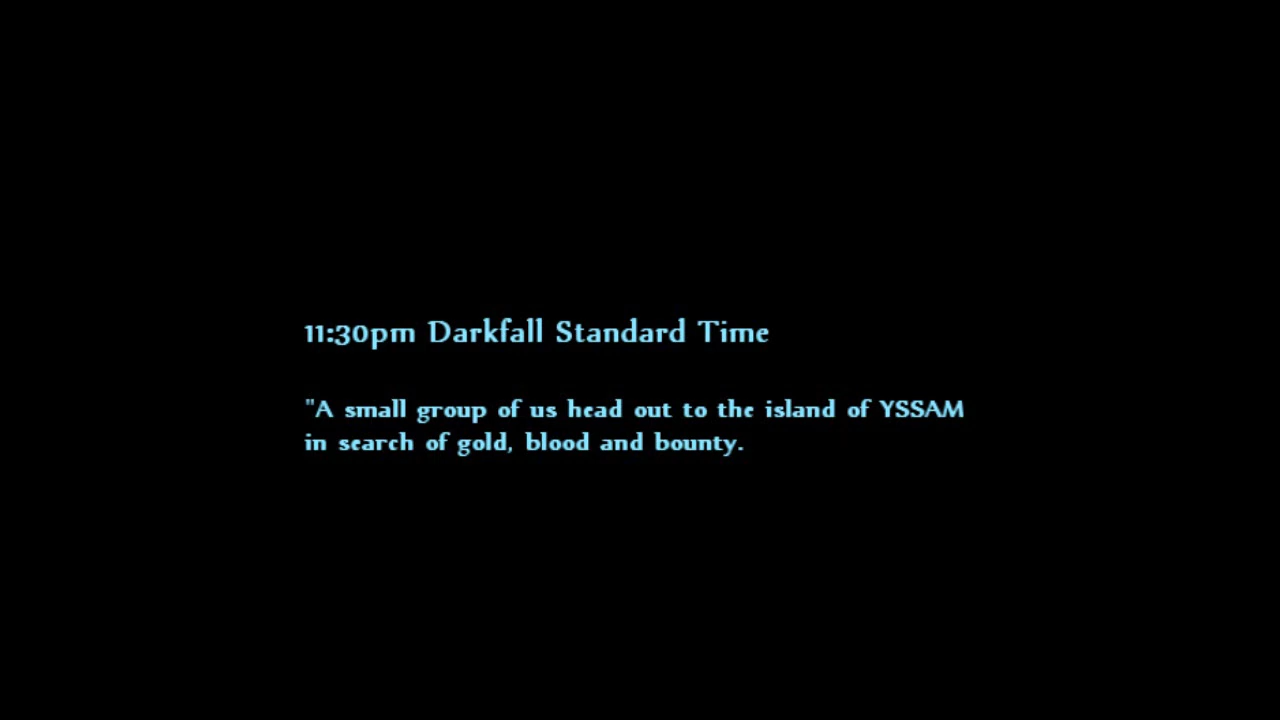 11:30pm Darkfall Standard Time
"A small group of us head out to the island of YSSAM
in search of gold, blood and bounty.